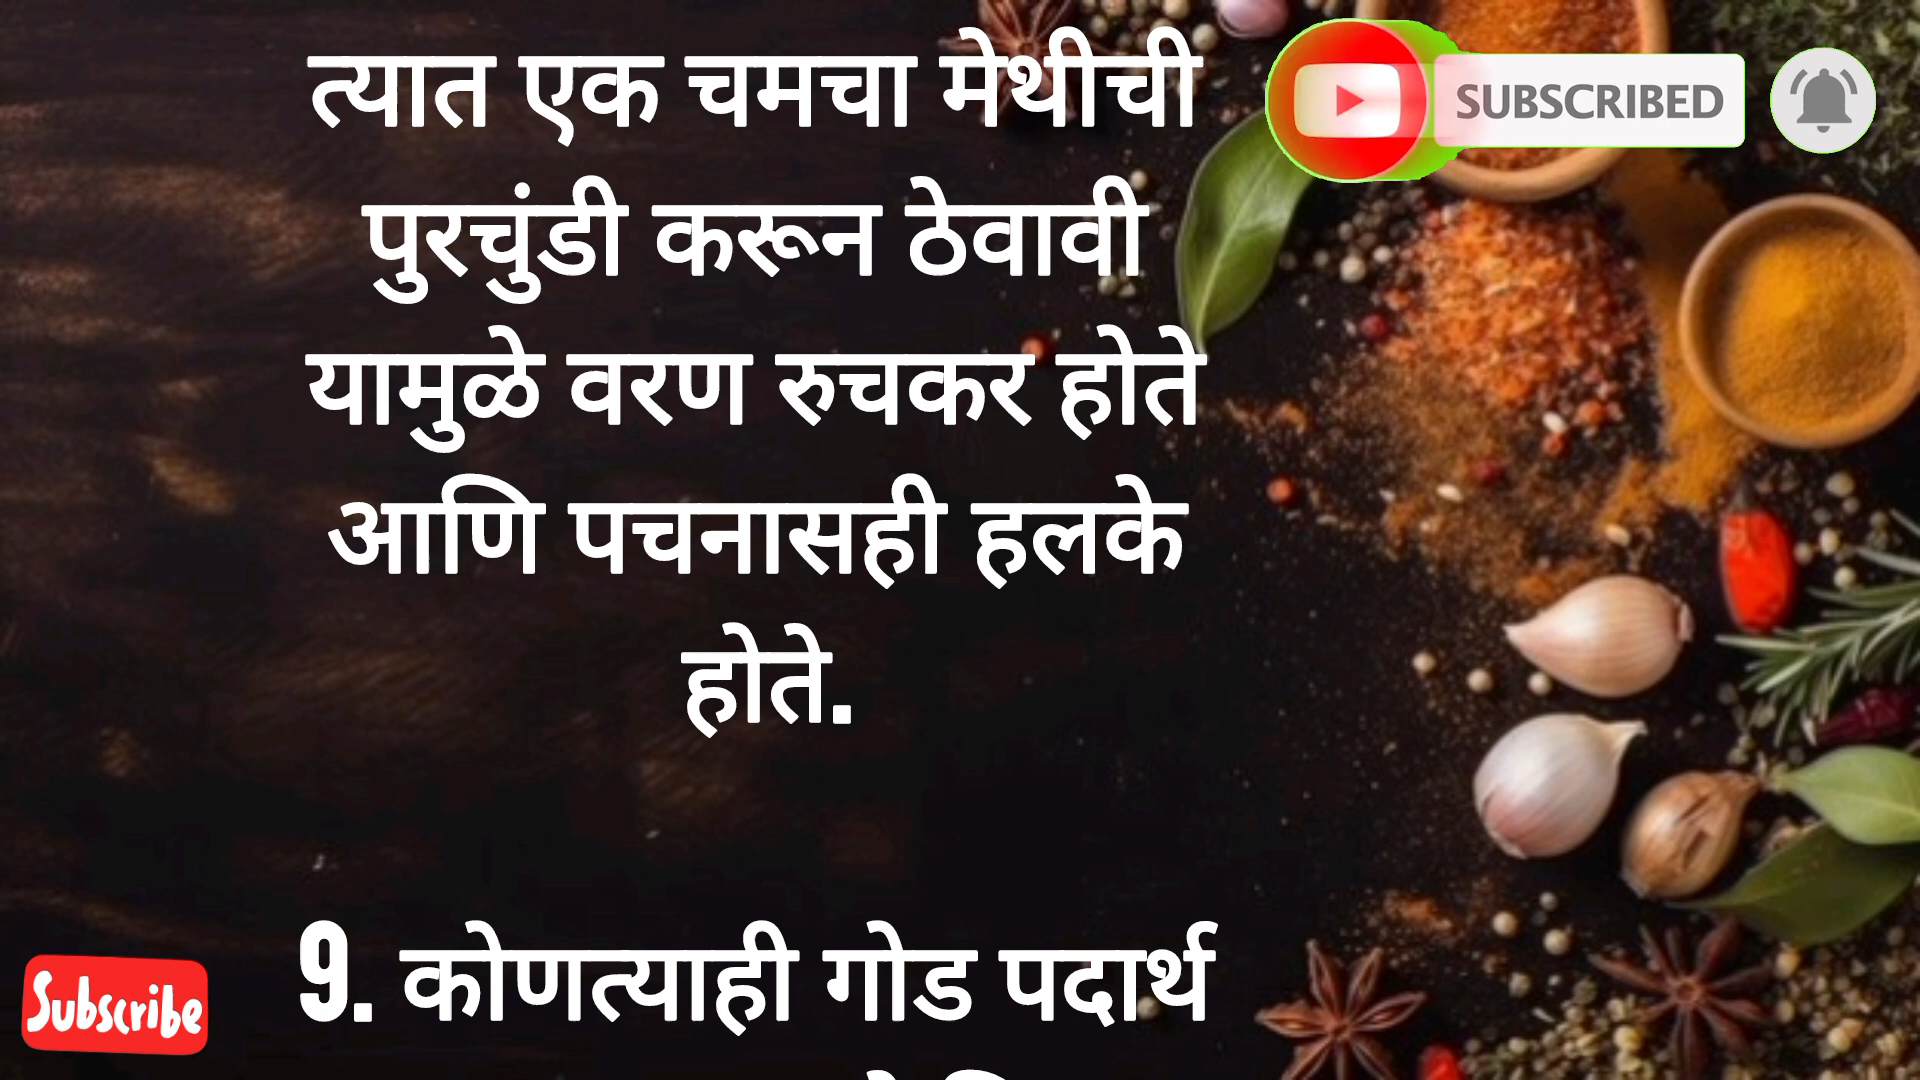 त्यात एक चमचा मेथीची
SUBSCRIBED
पुरचुंडी करून ठेवावी
यामुळे वरण रुचकर होते
आणि पचनासही हलके
होते.
9. कोणत्याही गोड पदार्थ
Subscribe